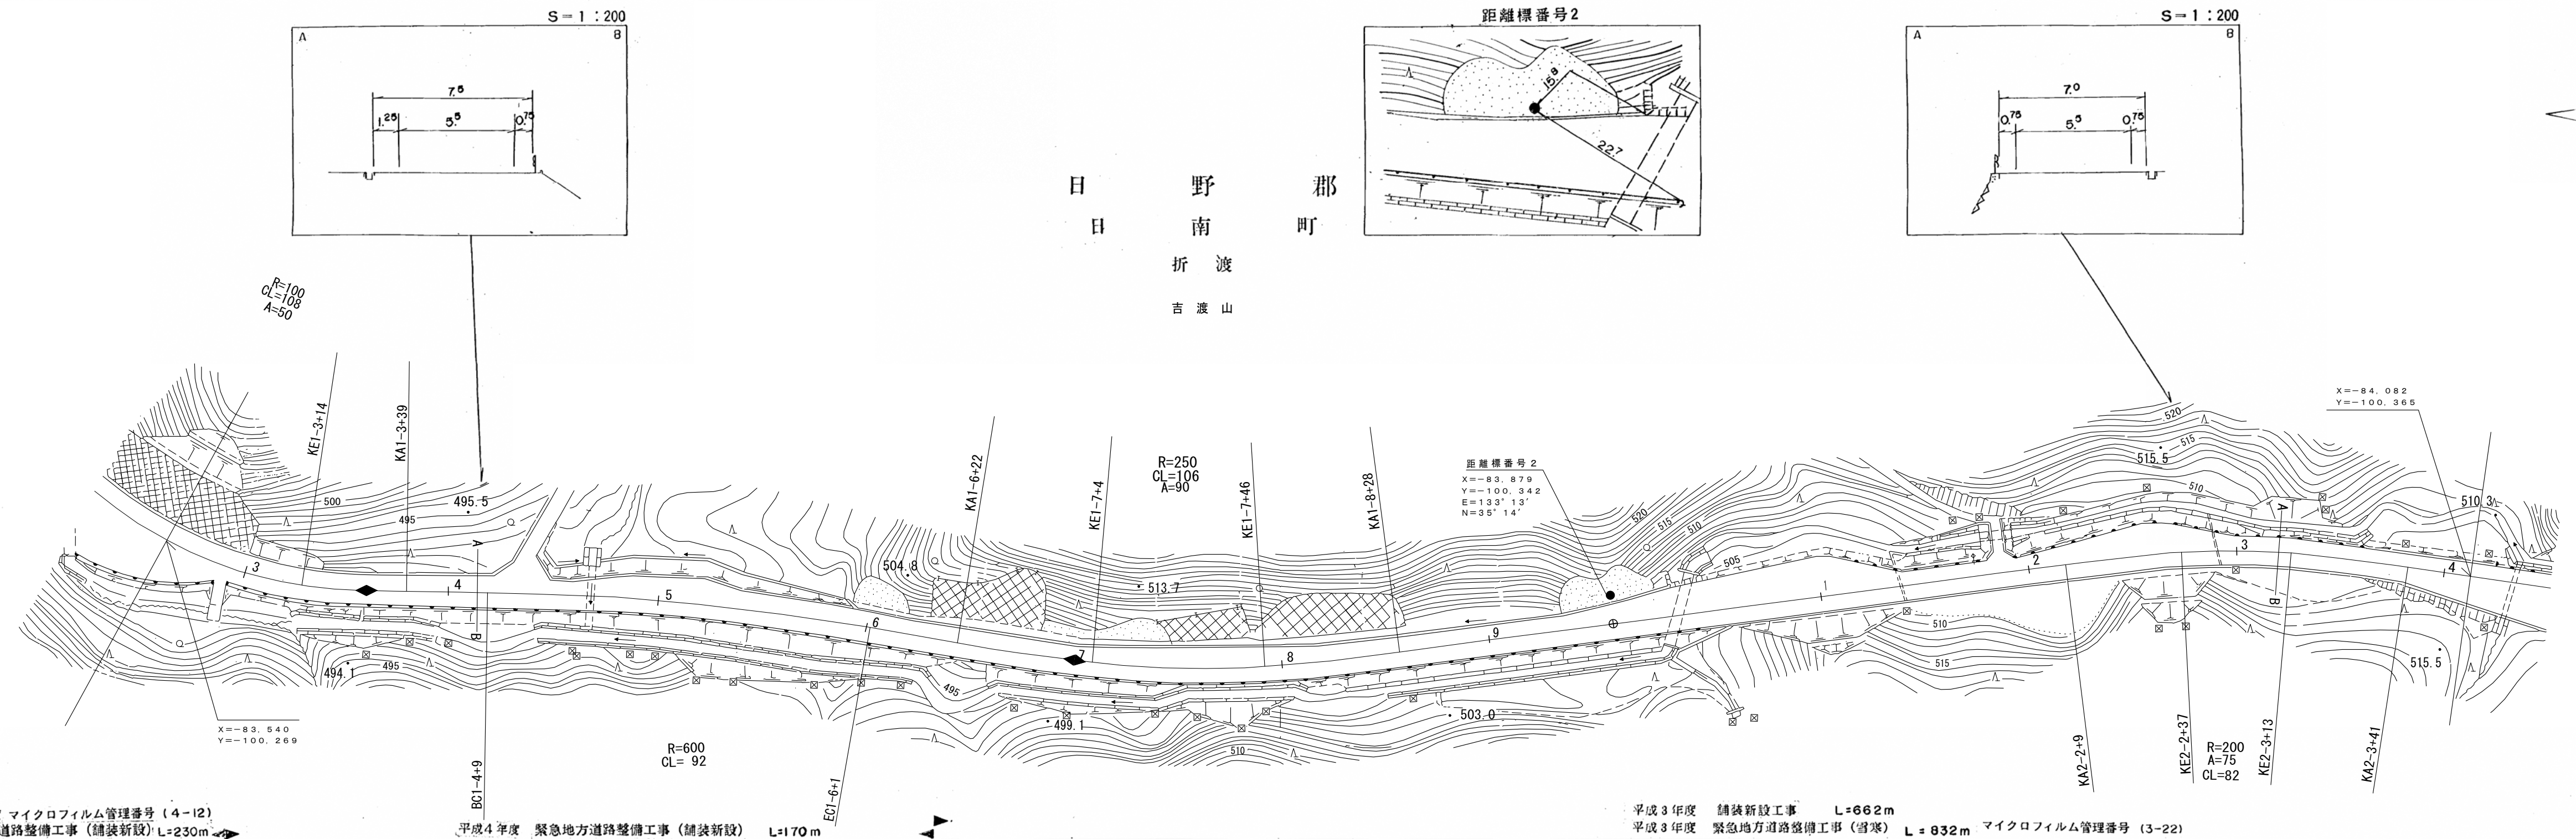 S=1:200
A
B
7.5
1.25
5.5
0.75
距離標番号2
15.8
22.7
S=1:200
A
B
7.0
0.75
5.5
0.75
日野郡
日南町
折渡
吉渡山
R=100
CL=108
A=50
KE1-3+14
KA1-3+39
500
495
495.5
A
B
3
4
5
6
7
8
9
1
2
3
4
494.1
495
X=-83,540
Y=-100,269
BC1-4+9
R=600
CL= 92
EC1-6+1
504.8
KA1-6+22
KE1-7+4
R=250
CL=106
A=90
KE1-7+46
KA1-8+28
513.7
495
499.1
510
503.0
距離標番号2
X=-83,879
Y=-100,342
E=133°13′
N=35°14′
520
515
510
505
510
515
520
515
515.5
510
510.3
A
B
X=-84,082
Y=-100,365
515.5
KA2-2+9
KE2-2+37
R=200
A=75
CL=82
KE2-3+13
KA2-3+41
マイクロフィルム管理番号 (4-12)
道路整備工事(舗装新設) L=230m
平成4年度 緊急地方道路整備工事(舗装新設) L=170m
平成3年度 舗装新設工事 L=662m
平成3年度 緊急地方道路整備工事(雪寒) L=832m マイクロフィルム管理番号 (3-22)